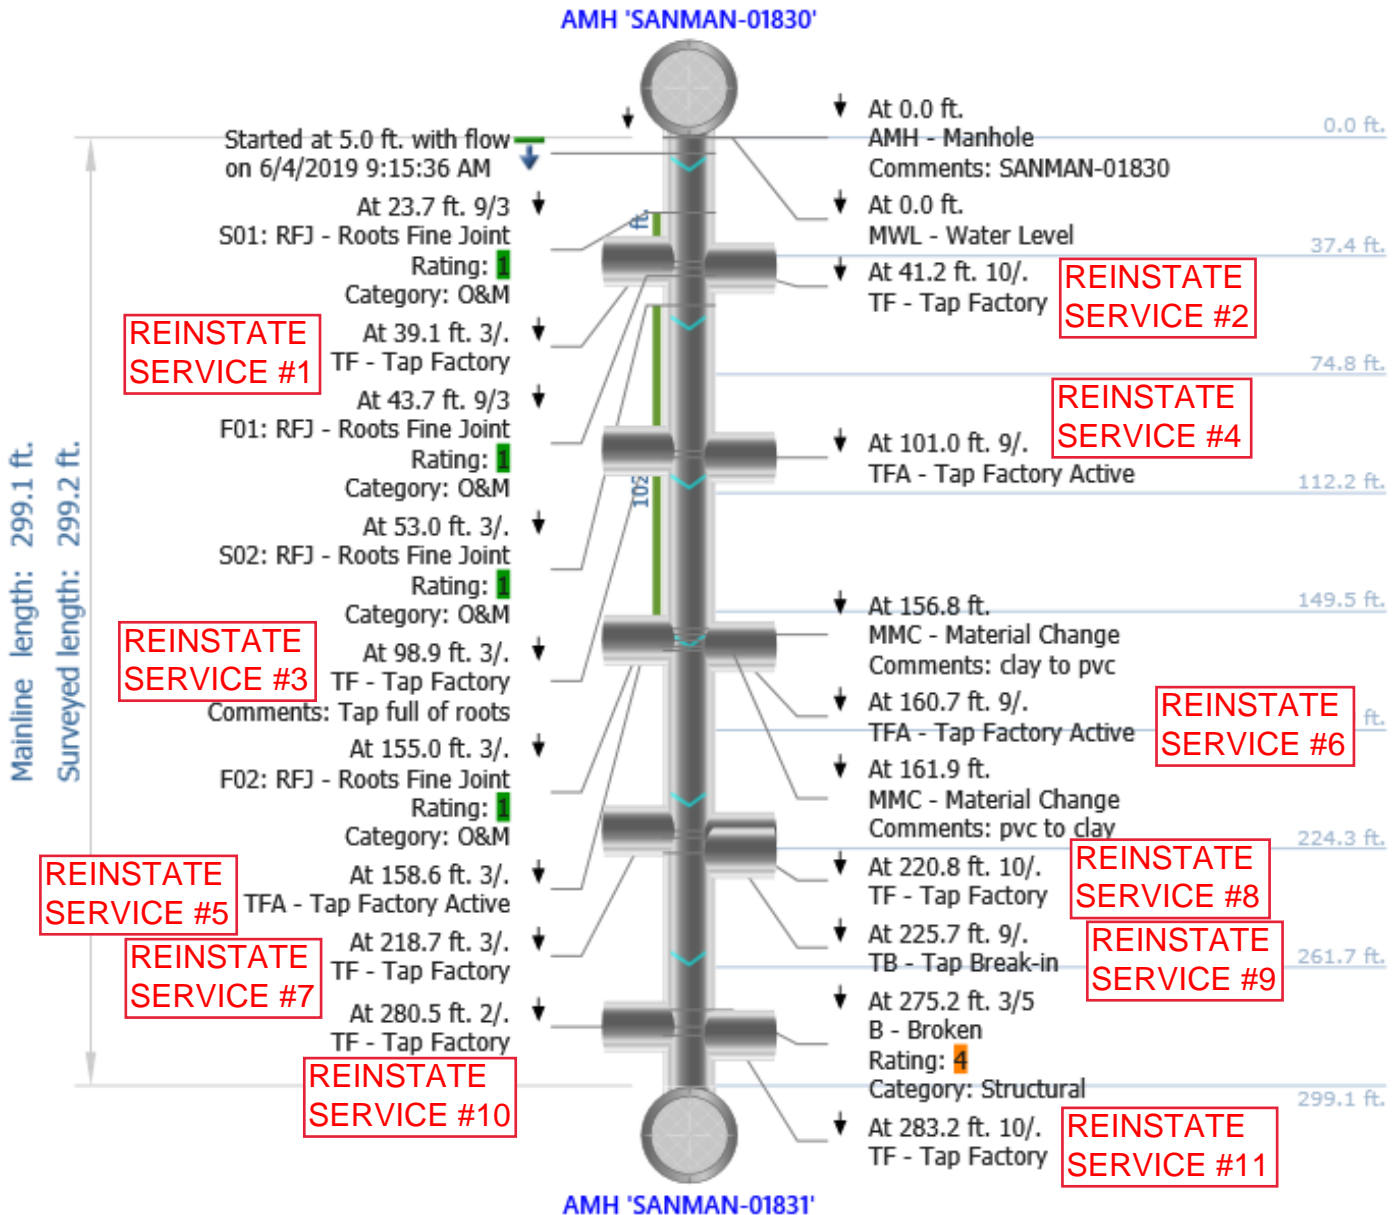 AMH 'SANMAN-01830'
Started at 5.0 ft. with flow
on 6/4/2019 9:15:36 AM
At 23.7 ft. 9/3
S01: RFJ - Roots Fine Joint
Rating: 1
Category: O&M
REINSTATE
SERVICE #1
At 39.1 ft. 3/.
TF - Tap Factory
At 43.7 ft. 9/3
F01: RFJ - Roots Fine Joint
Rating: 1
Category: O&M
At 53.0 ft. 3/.
S02: RFJ - Roots Fine Joint
Rating: 1
Category: O&M
REINSTATE
SERVICE #3
At 98.9 ft. 3/.
TF - Tap Factory
Comments: Tap full of roots
At 155.0 ft. 3/.
F02: RFJ - Roots Fine Joint
Rating: 1
Category: O&M
REINSTATE
SERVICE #5
At 158.6 ft. 3/.
TFA - Tap Factory Active
REINSTATE
SERVICE #7
At 218.7 ft. 3/.
TF - Tap Factory
At 280.5 ft. 2/.
TF - Tap Factory
REINSTATE
SERVICE #10
Mainline length: 299.1 ft.
Surveyed length: 299.2 ft.
ft.
102
At 0.0 ft.
AMH - Manhole
Comments: SANMAN-01830
At 0.0 ft.
MWL - Water Level
At 41.2 ft. 10/.
TF - Tap Factory
REINSTATE
SERVICE #2
REINSTATE
SERVICE #4
At 101.0 ft. 9/.
TFA - Tap Factory Active
At 156.8 ft.
MMC - Material Change
Comments: clay to pvc
At 160.7 ft. 9/.
TFA - Tap Factory Active
REINSTATE
SERVICE #6
At 161.9 ft.
MMC - Material Change
Comments: pvc to clay
At 220.8 ft. 10/.
TF - Tap Factory
REINSTATE
SERVICE #8
At 225.7 ft. 9/.
TB - Tap Break-in
REINSTATE
SERVICE #9
At 275.2 ft. 3/5
B - Broken
Rating: 4
Category: Structural
At 283.2 ft. 10/.
TF - Tap Factory
REINSTATE
SERVICE #11
0.0 ft.
37.4 ft.
74.8 ft.
112.2 ft.
149.5 ft.
ft.
224.3 ft.
261.7 ft.
299.1 ft.
AMH 'SANMAN-01831'